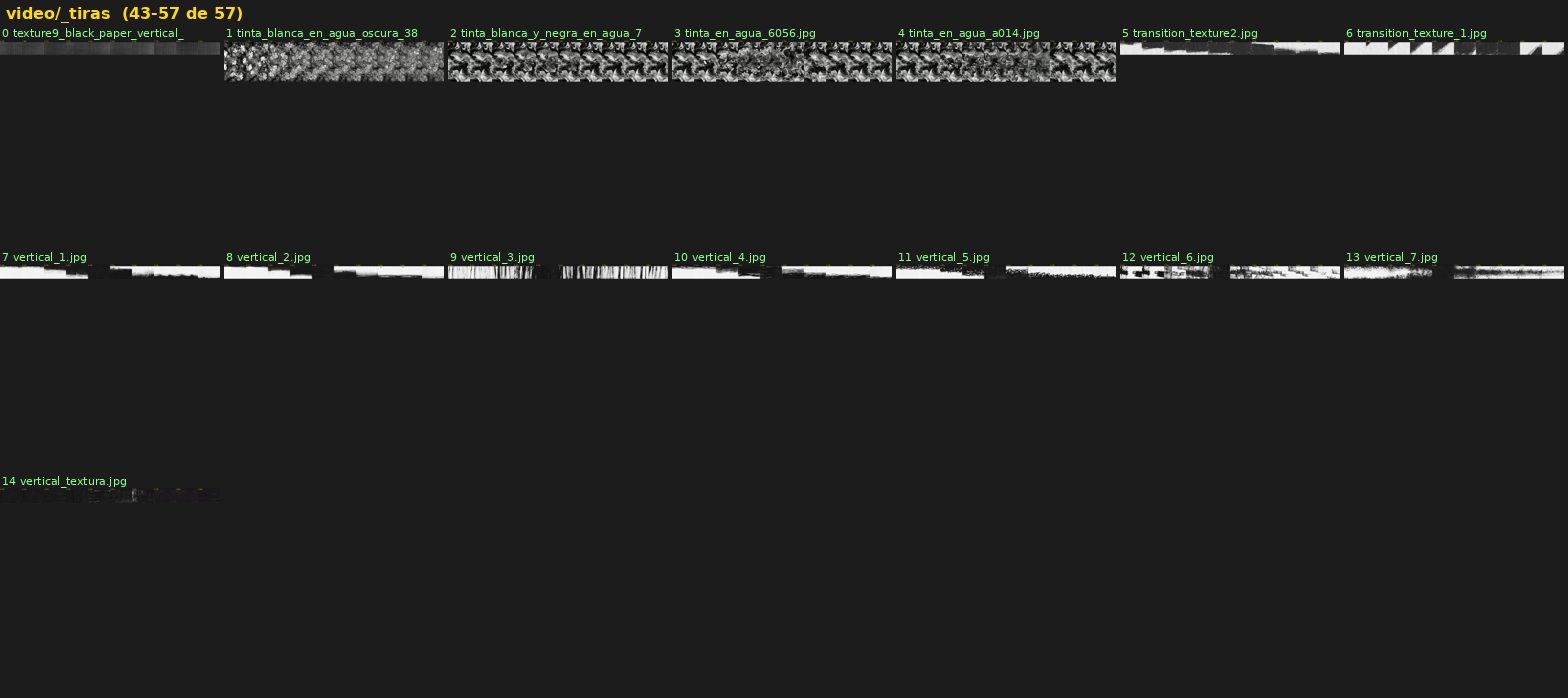 video/_tiras (43-57 de 57)
0 texture9_black_paper_vertical_
1 tinta_blanca_en_agua_oscura_38
2 tinta_blanca_y_negra_en_agua_7
3 tinta_en_agua_6056.jpg
4 tinta_en_agua_a014.jpg
5 transition_texture2.jpg
6 transition_texture_1.jpg
7 vertical_1.jpg
8 vertical_2.jpg
9 vertical_3.jpg
10 vertical_4.jpg
11 vertical_5.jpg
12 vertical_6.jpg
13 vertical_7.jpg
14 vertical_textura.jpg